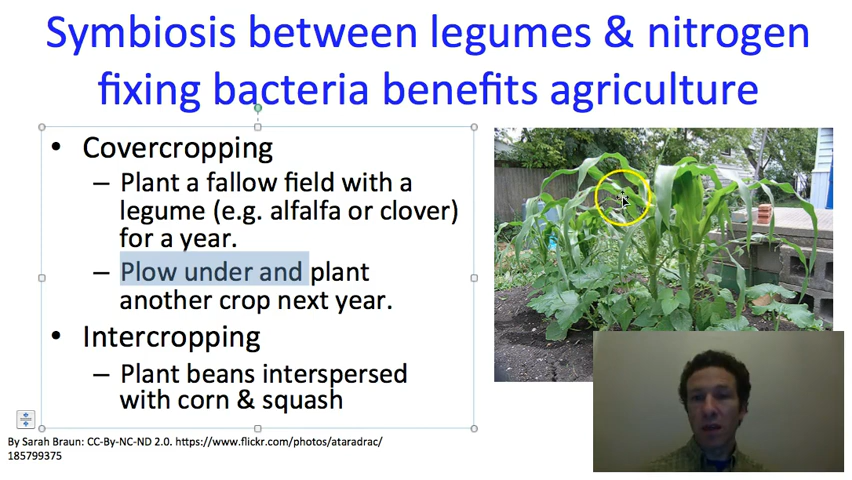 Symbiosis between legumes & nitrogen
fixing bacteria benefits agriculture
• Covercropping
– Plant a fallow field with a
legume (e.g. alfalfa or clover)
for a year.
– Plow under and plant
another crop next year.
• Intercropping
– Plant beans interspersed
with corn & squash
By Sarah Braun: CC-By-NC-ND 2.0. https://www.flickr.com/photos/ataradrac/
185799375